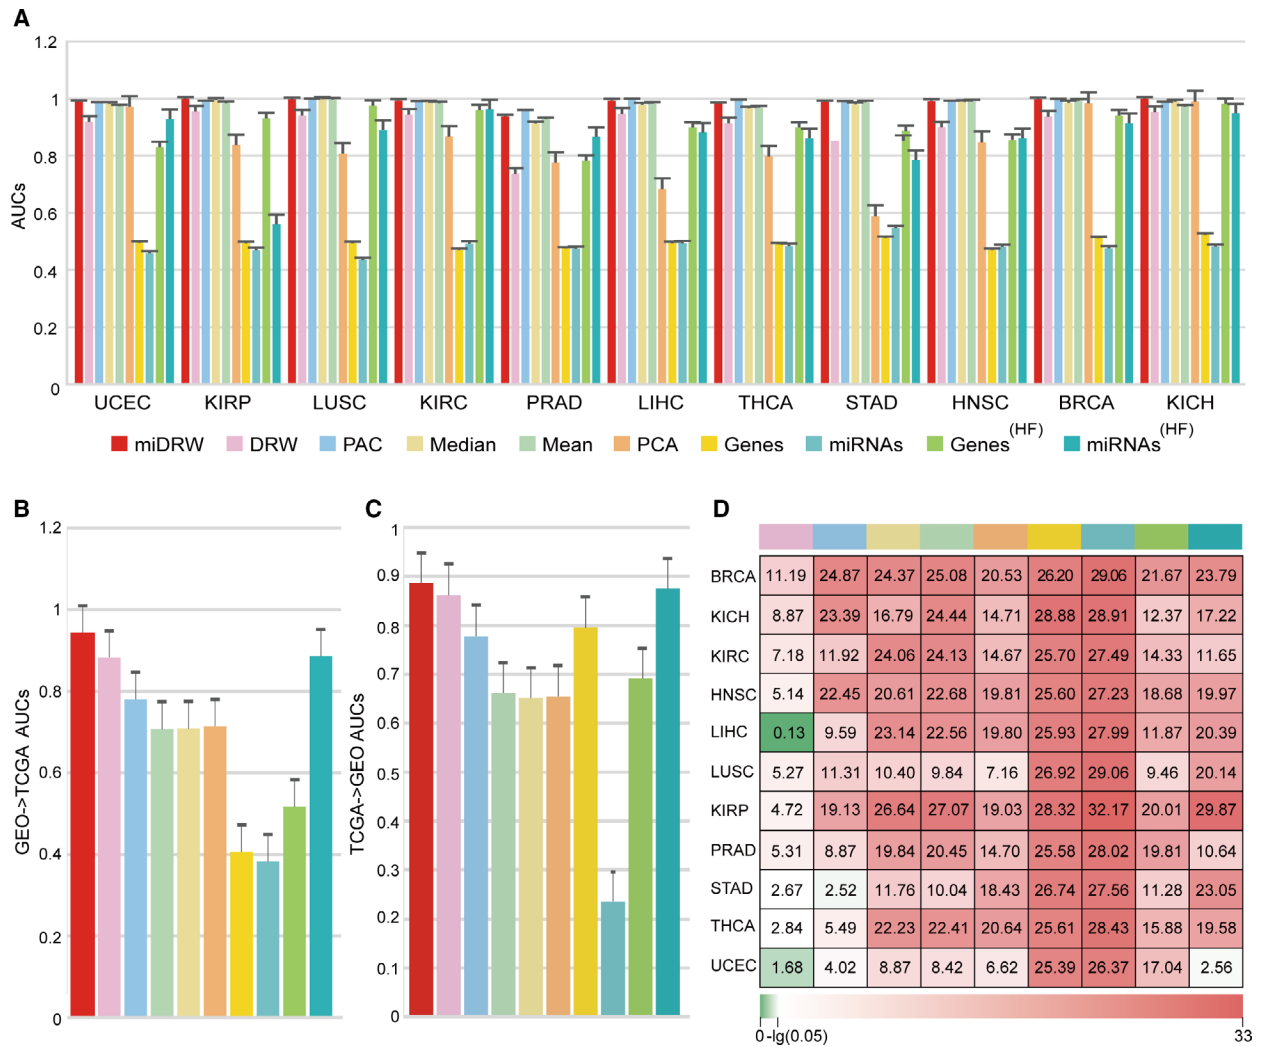 A
1.2
1
0.8
0.6
0.4
0.2
0
AUCs
UCEC KIRP LUSC KIRC PRAD LIHC THCA STAD HNSC BRCA KICH
miDRW DRW PAC Median Mean PCA Genes miRNAs Genes(HF) miRNAs(HF)
B
1.2
1
0.8
0.6
0.4
0.2
0
GEO->TCGA AUCs
C
1
0.9
0.8
0.7
0.6
0.5
0.4
0.3
0.2
0.1
0
TCGA->GEO AUCs
D
BRCA 11.19 24.87 24.37 25.08 20.53 26.20 29.06 21.67 23.79
KICH 8.87 23.39 16.79 24.44 14.71 28.88 28.91 12.37 17.22
KIRC 7.18 11.92 24.06 24.13 14.67 25.70 27.49 14.33 11.65
HNSC 5.14 22.45 20.61 22.68 19.81 25.60 27.23 18.68 19.97
LIHC 0.13 9.59 23.14 22.56 19.80 25.93 27.99 11.87 20.39
LUSC 5.27 11.31 10.40 9.84 7.16 26.92 29.06 9.46 20.14
KIRP 4.72 19.13 26.64 27.07 19.03 28.32 32.17 20.01 29.87
PRAD 5.31 8.87 19.84 20.45 14.70 25.58 28.02 19.81 10.64
STAD 2.67 2.52 11.76 10.04 18.43 26.74 27.56 11.28 23.05
THCA 2.84 5.49 22.23 22.41 20.64 25.61 28.43 15.88 19.58
UCEC 1.68 4.02 8.87 8.42 6.62 25.39 26.37 17.04 2.56
0 -lg(0.05) 33